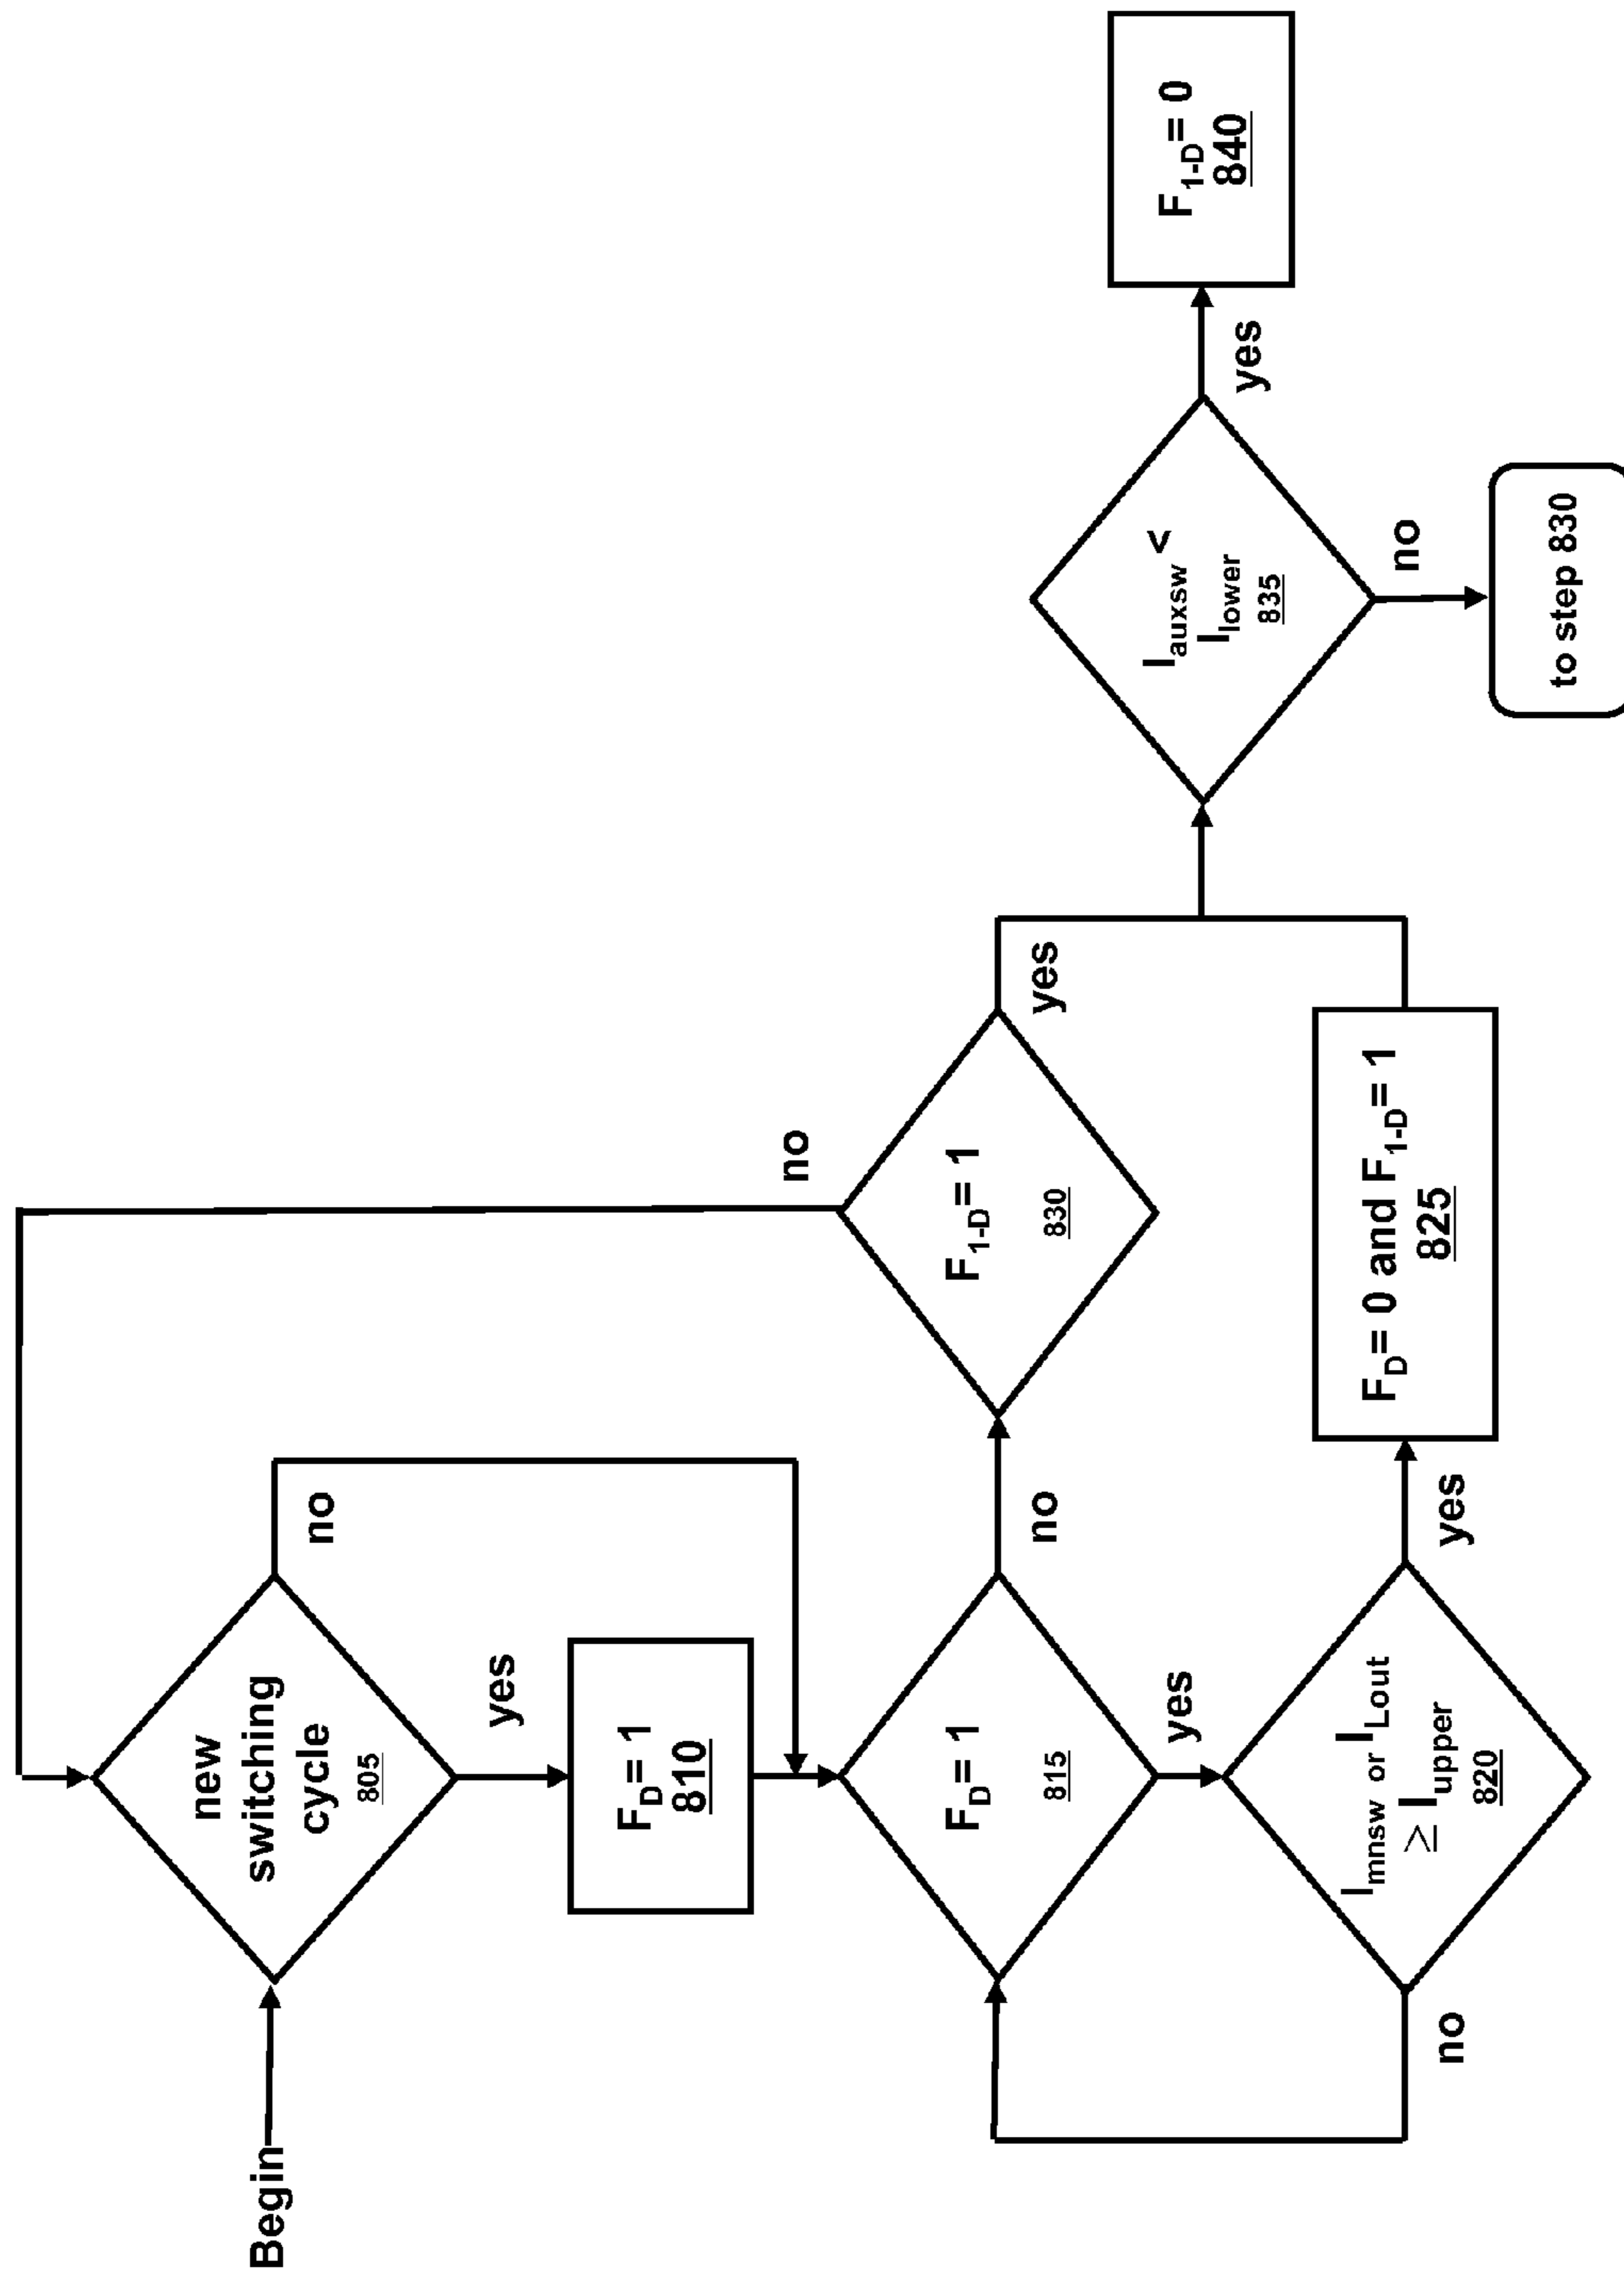 Begin
new
switching
cycle
805
no
yes
F_D = 1
810
F_D = 1
815
no
yes
I_mnsw or I_Lout
≥ I_upper
820
no
yes
F_D = 0 and F_1-D = 1
825
F_1-D = 1
830
no
yes
I_auxsw <
I_lower
835
yes
no
F_1-D = 0
840
to step 830